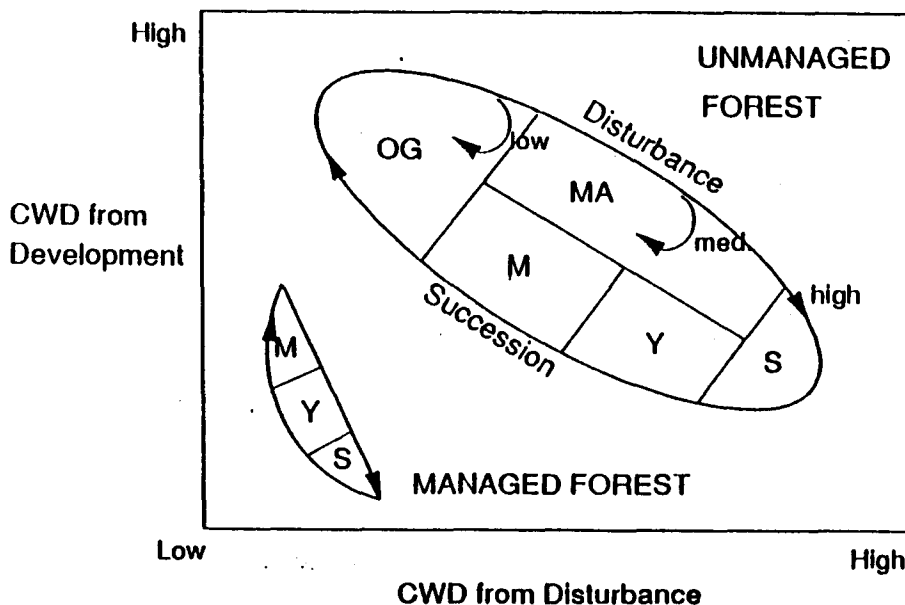 High
UNMANAGED
FOREST
Disturbance
low
OG
MA
CWD from
Development
med.
M
high
Succession
Y
S
M
Y
S
MANAGED FOREST
Low
High
CWD from Disturbance